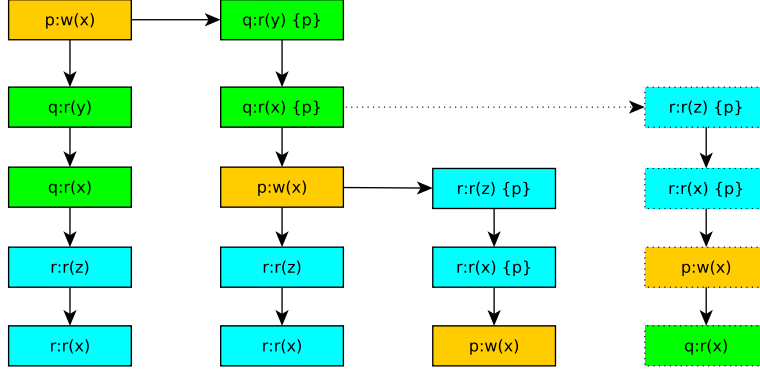 p:w(x)
q:r(y) {p}
q:r(y)
q:r(x) {p}
r:r(z) {p}
q:r(x)
p:w(x)
r:r(z) {p}
r:r(x) {p}
r:r(z)
r:r(z)
r:r(x) {p}
p:w(x)
r:r(x)
r:r(x)
p:w(x)
q:r(x)